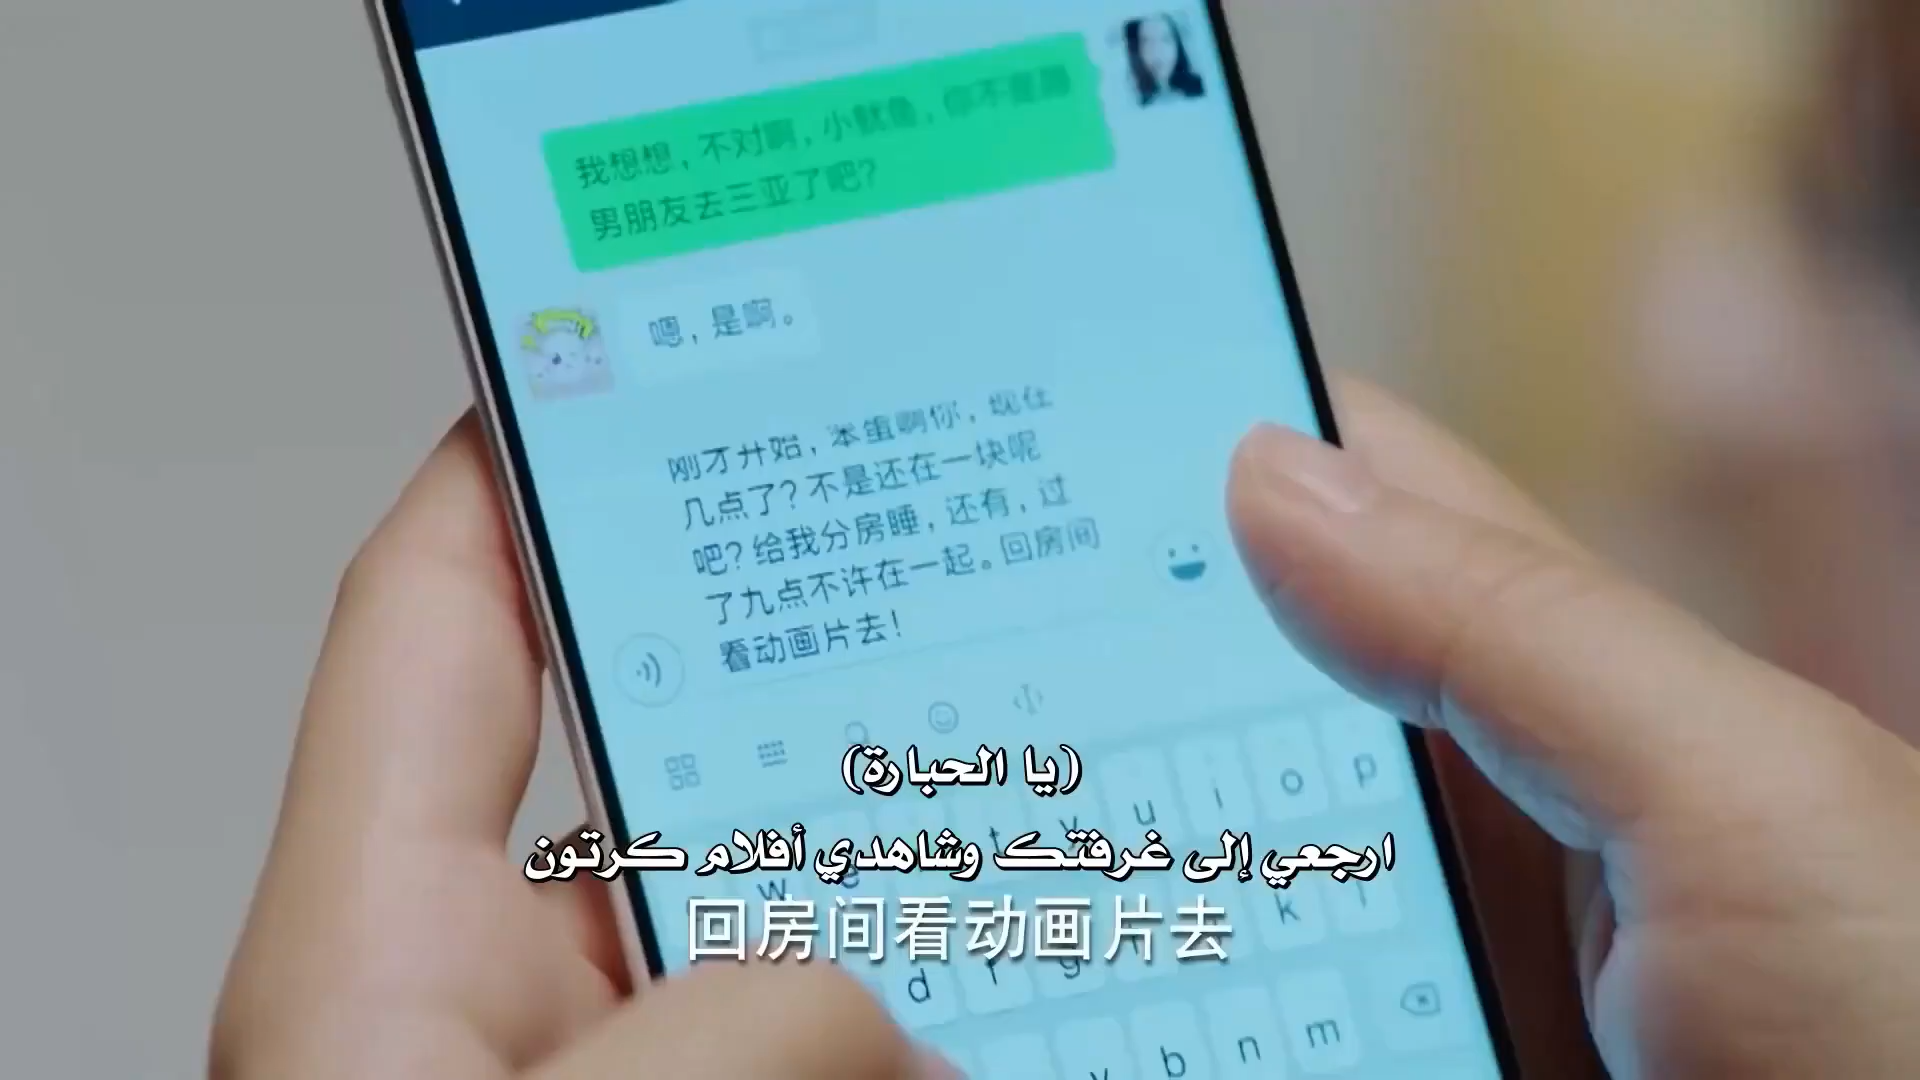 我想想，不对啊，小鱿鱼，你不是跟
男朋友去三亚了吧？
嗯，是啊。
刚才开始，笨蛋啊你，现在
几点了？不是还在一块呢
吧？给我分房睡，还有，过
了九点不许在一起。回房间
看动画片去！
(يا الحبارة)
ارجعي إلى غرفتك وشاهدي أفلام كرتون
回房间看动画片去
t y u i o p
w e
k l
d f g
v b n m